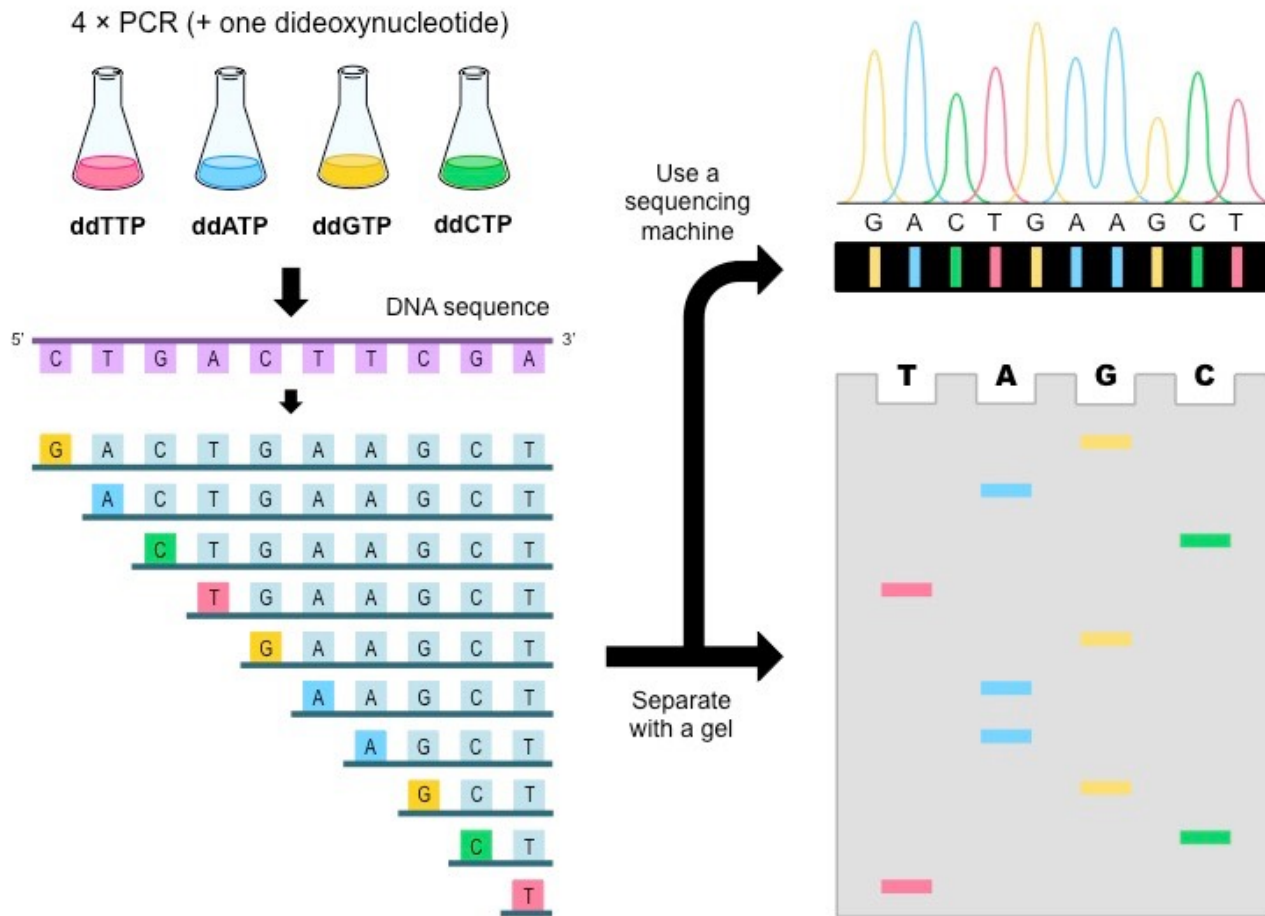 4 × PCR (+ one dideoxynucleotide)
ddTTP ddATP ddGTP ddCTP
DNA sequence
5’ 3’
C T G A C T T C G A
G A C T G A A G C T
A C T G A A G C T
C T G A A G C T
T G A A G C T
G A A G C T
A A G C T
A G C T
G C T
C T
T
Use a
sequencing
machine
Separate
with a gel
G A C T G A A G C T
T A G C